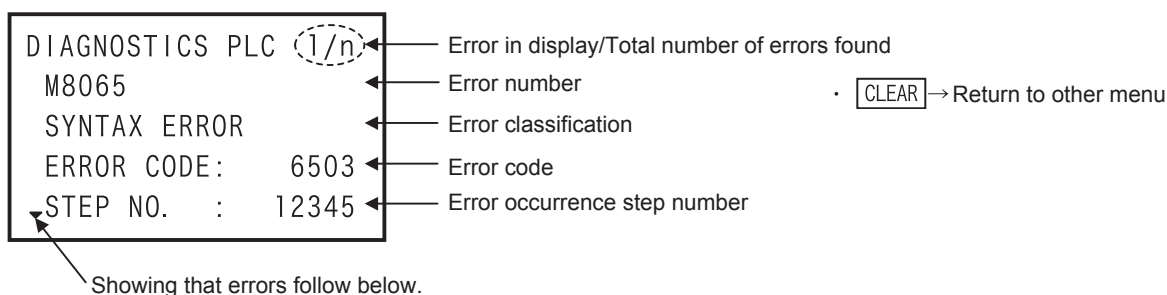 DIAGNOSTICS PLC 1/n
Error in display/Total number of errors found
M8065
Error number
· CLEAR → Return to other menu
SYNTAX ERROR
Error classification
ERROR CODE: 6503
Error code
STEP NO. : 12345
Error occurrence step number
Showing that errors follow below.